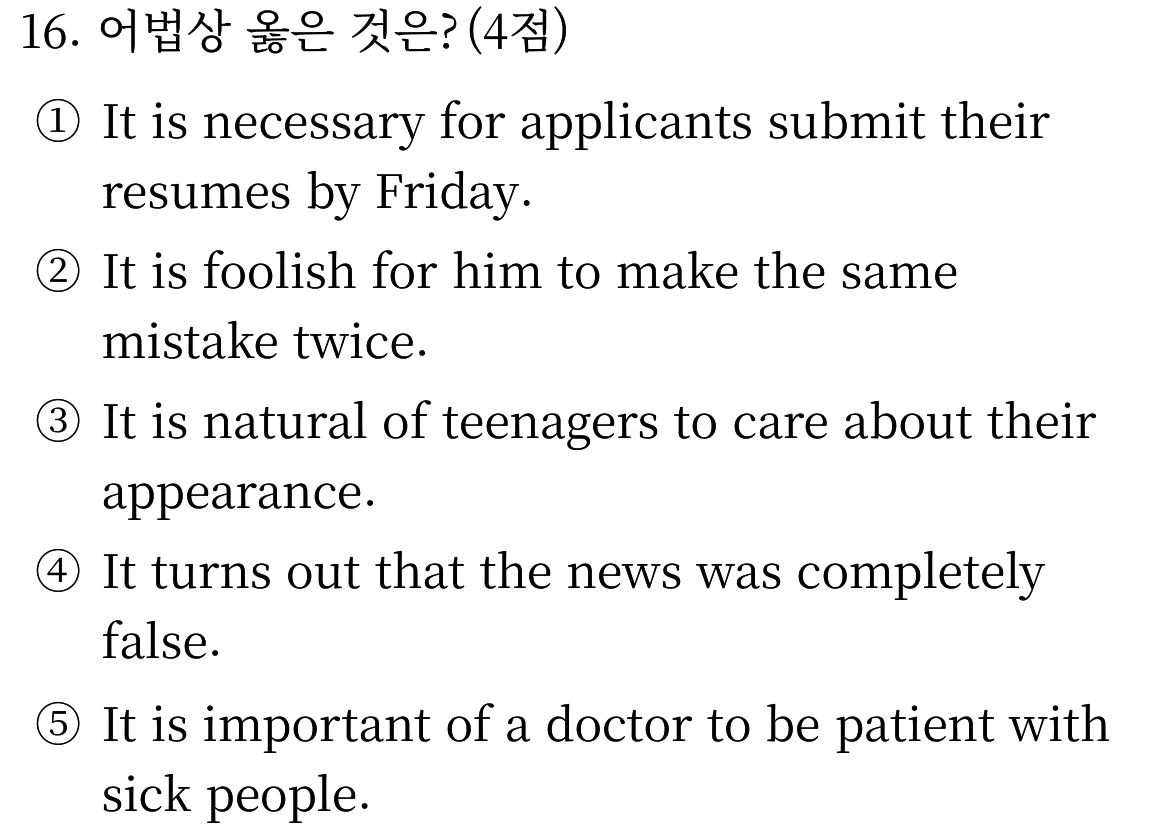 16. 어법상 옳은 것은?(4점)
① It is necessary for applicants submit their
resumes by Friday.
② It is foolish for him to make the same
mistake twice.
③ It is natural of teenagers to care about their
appearance.
④ It turns out that the news was completely
false.
⑤ It is important of a doctor to be patient with
sick people.